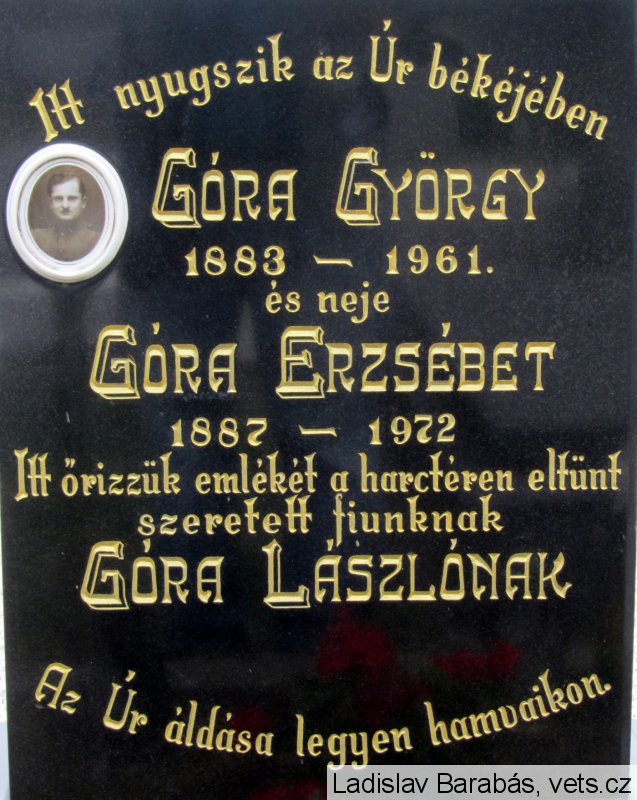 Itt nyugszik az Úr békéjében
GÓRA GYÖRGY
1883 — 1961.
és neje
GÓRA ERZSÉBET
1887 — 1972
Itt őrizzük emlékét a harctéren eltünt
szeretett fiunknak
GÓRA LÁSZLÓNAK
Az Úr áldása legyen hamvaikon.
Ladislav Barabás, vets.cz